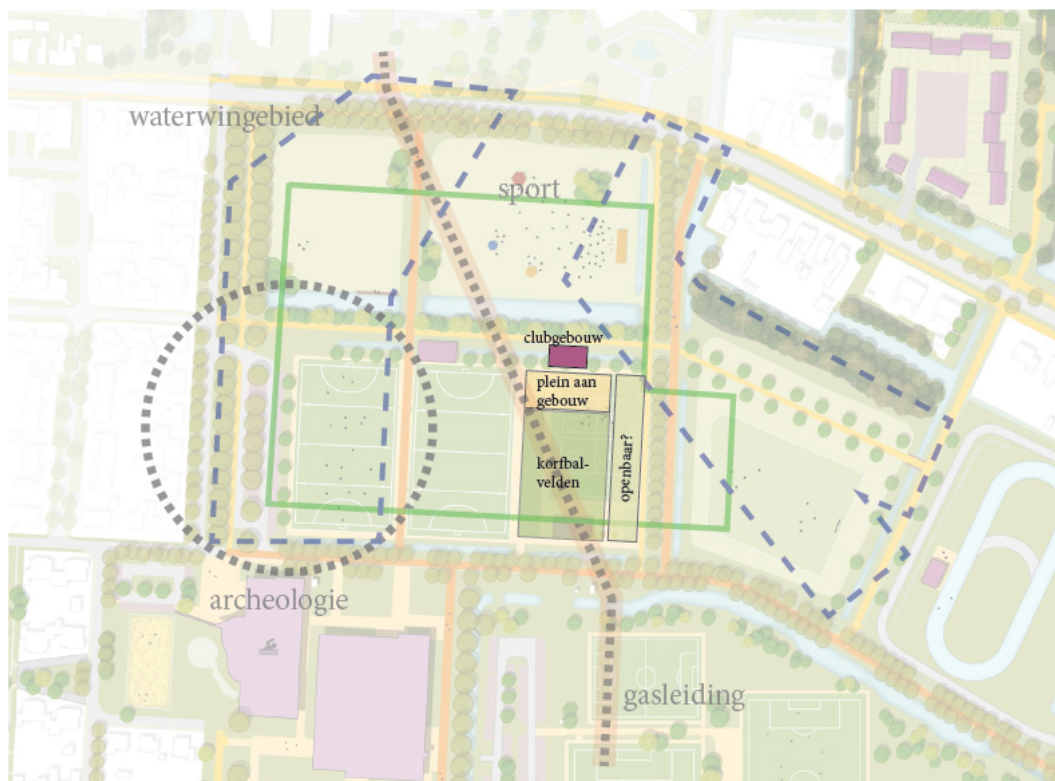 waterwingebied
sport
clubgebouw
plein aan
gebouw
korfbal-
velden
openbaar?
archeologie
gasleiding